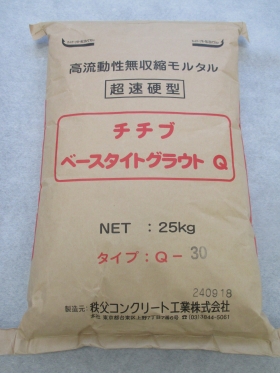 高流動性無収縮モルタル
超速硬型
チチブ
ベースタイトグラウト Q
NET : 25kg
タイプ : Q - 30
240918
製造元 : 秩父コンクリート工業株式会社